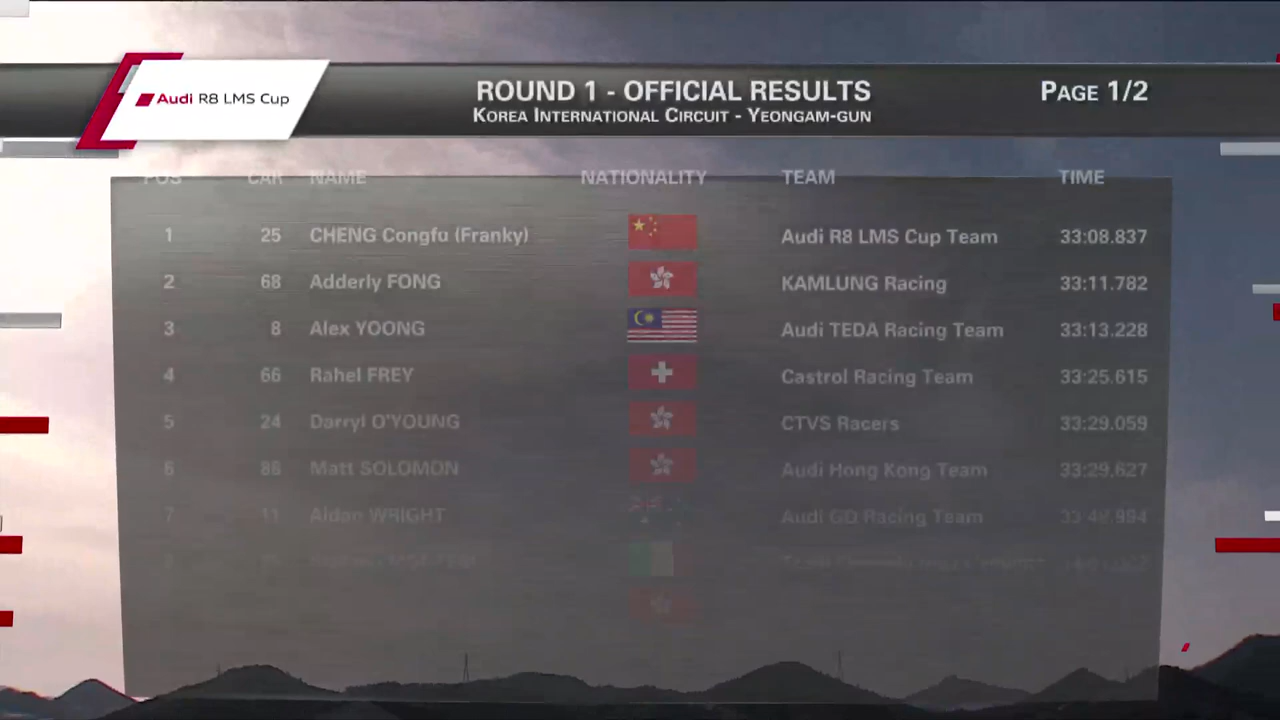 Audi R8 LMS Cup
ROUND 1 - OFFICIAL RESULTS
KOREA INTERNATIONAL CIRCUIT - YEONGAM-GUN
PAGE 1/2
POS CAR NAME NATIONALITY TEAM TIME
1 25 CHENG Congfu (Franky) Audi R8 LMS Cup Team 33:08.837
2 68 Adderly FONG KAMLUNG Racing 33:11.782
3 8 Alex YOONG Audi TEDA Racing Team 33:13.228
4 66 Rahel FREY Castrol Racing Team 33:25.615
5 24 Darryl O'YOUNG CTVS Racers 33:29.059
6 88 Matt SOLOMON Audi Hong Kong Team 33:29.627
7 11 Aidan WRIGHT Audi GQ Racing Team